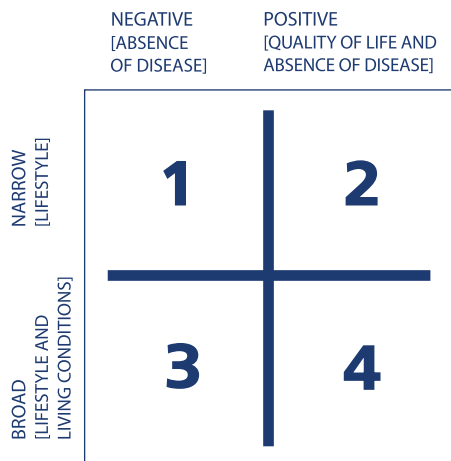 NEGATIVE
[ABSENCE
OF DISEASE]
POSITIVE
[QUALITY OF LIFE AND
ABSENCE OF DISEASE]
NARROW
[LIFESTYLE]
1
2
BROAD
[LIFESTYLE AND
LIVING CONDITIONS]
3
4